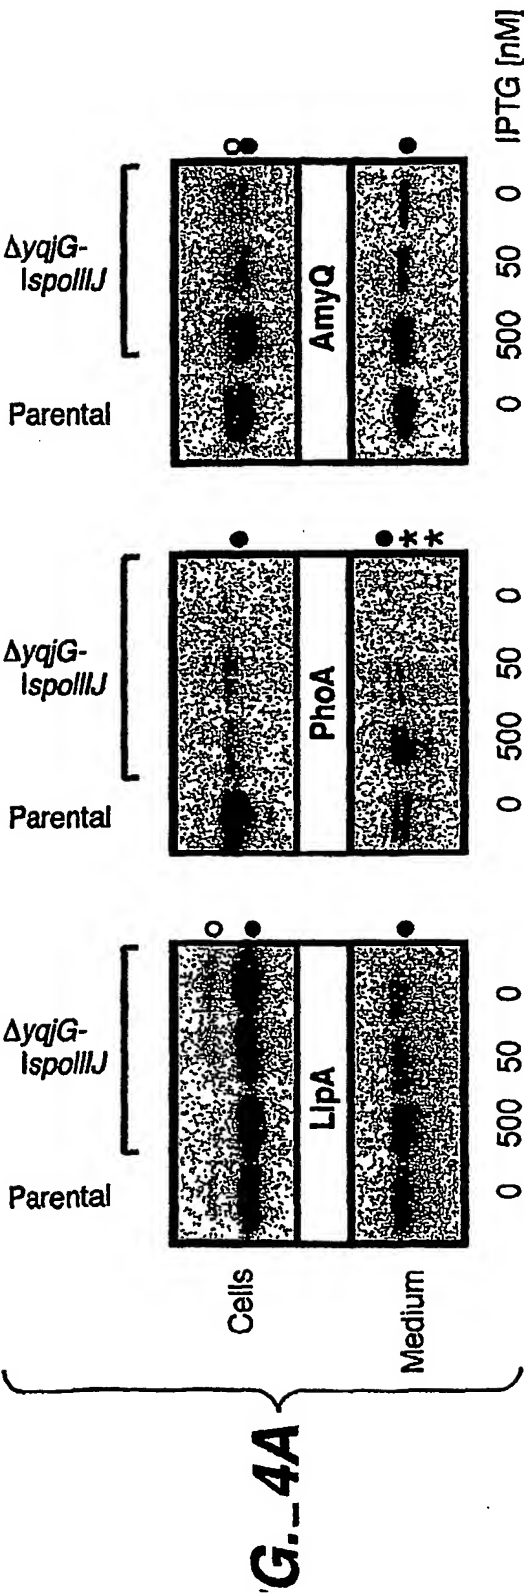 Parental ΔyqjG- Parental ΔyqjG- Parental ΔyqjG-
IspoIIIJ IspoIIIJ IspoIIIJ
Cells
LipA PhoA AmyQ
* *
Medium
0 500 50 0 0 500 50 0 0 500 50 0 IPTG [nM]
G._4A